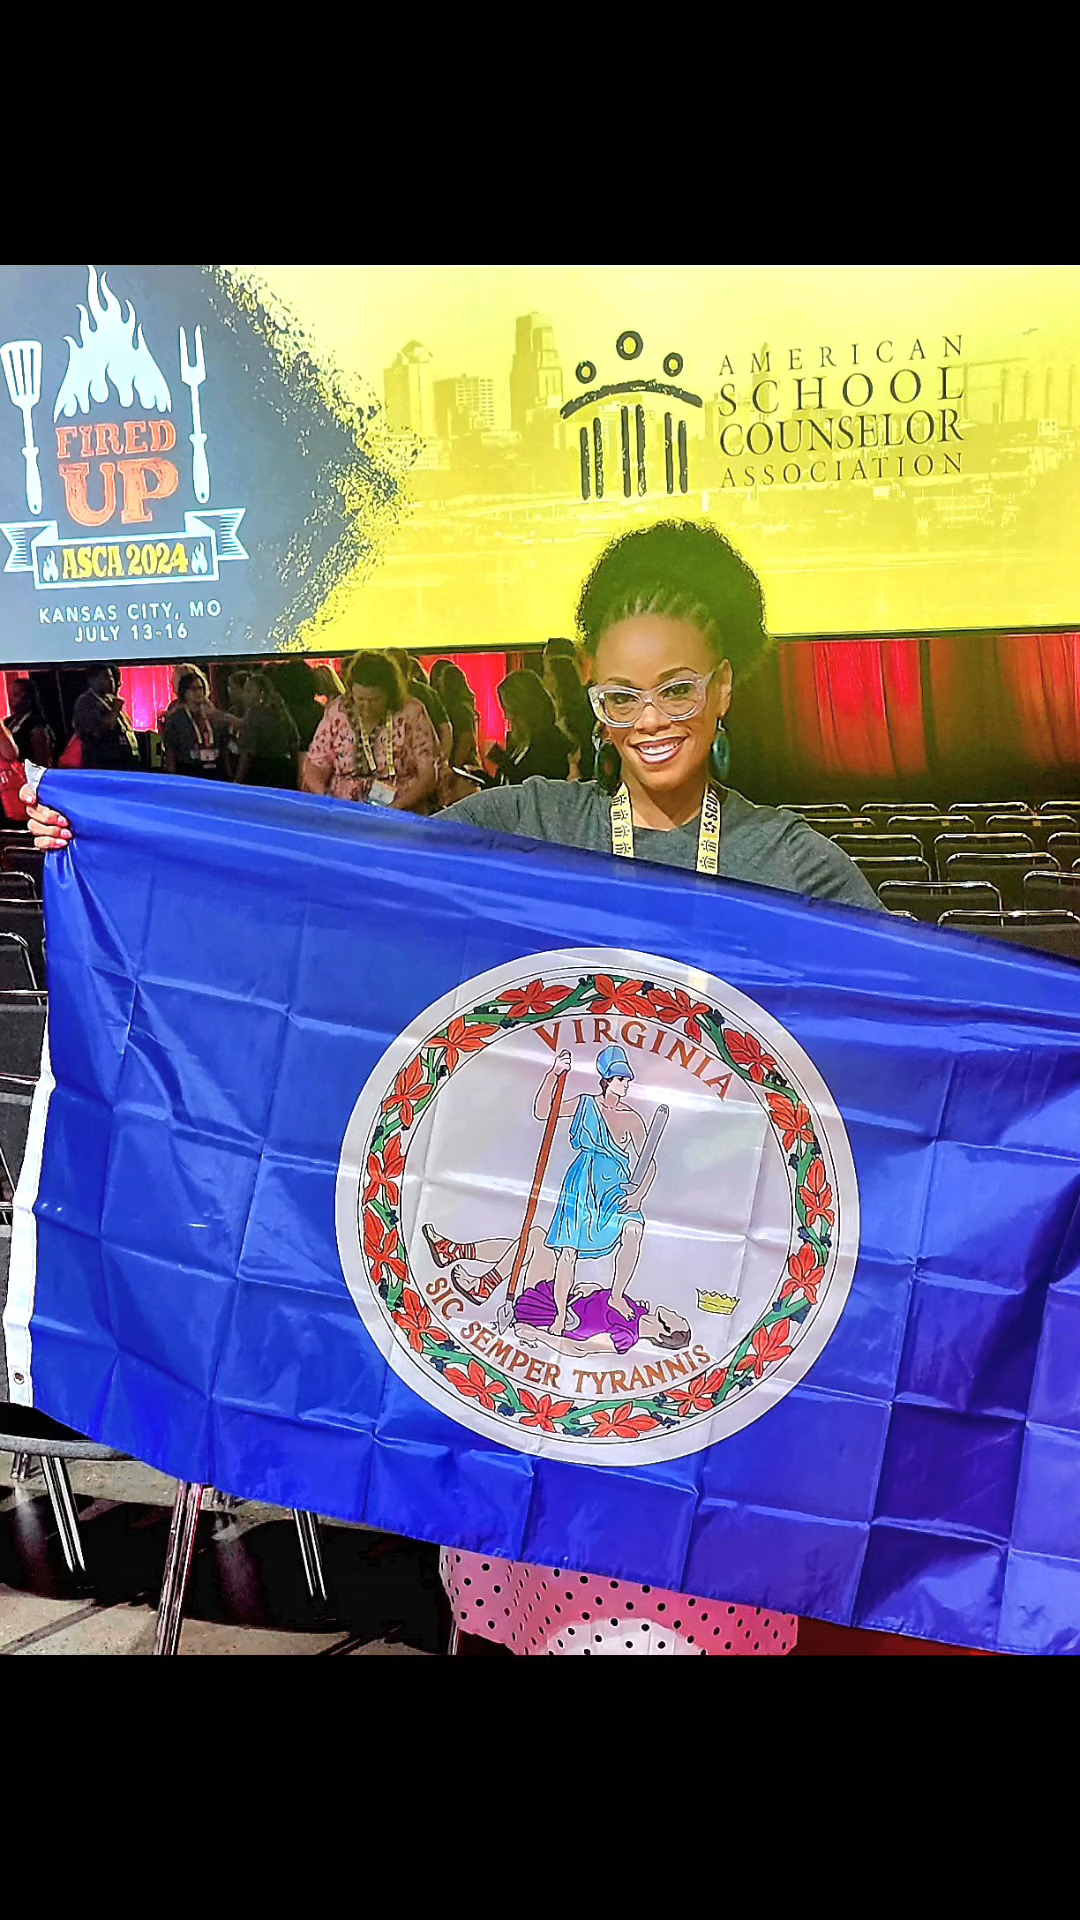 FIRED
UP
ASCA 2024
KANSAS CITY, MO
JULY 13-16
AMERICAN
SCHOOL
COUNSELOR
ASSOCIATION
VIRGINIA
SIC SEMPER TYRANNIS